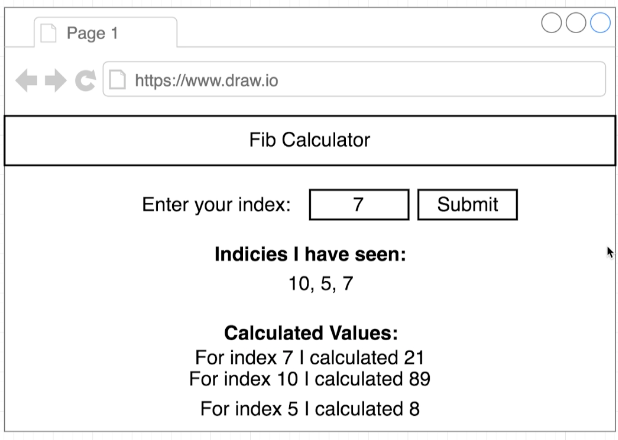 Page 1
https://www.draw.io
Fib Calculator
Enter your index: 7 Submit
Indicies I have seen:
10, 5, 7
Calculated Values:
For index 7 I calculated 21
For index 10 I calculated 89
For index 5 I calculated 8